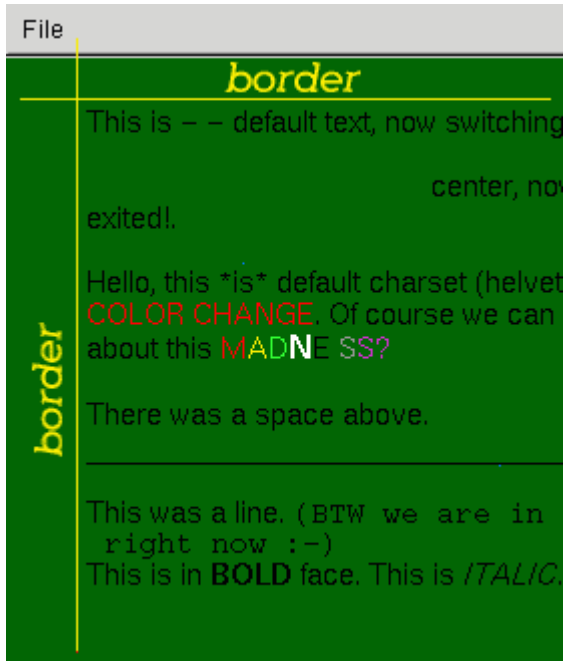 File
border
This is – – default text, now switching
center, now
exited!.
Hello, this *is* default charset (helvet
COLOR CHANGE. Of course we can
about this MADNE SS?
border
There was a space above.
This was a line. (BTW we are in
right now :-)
This is in BOLD face. This is ITALIC.